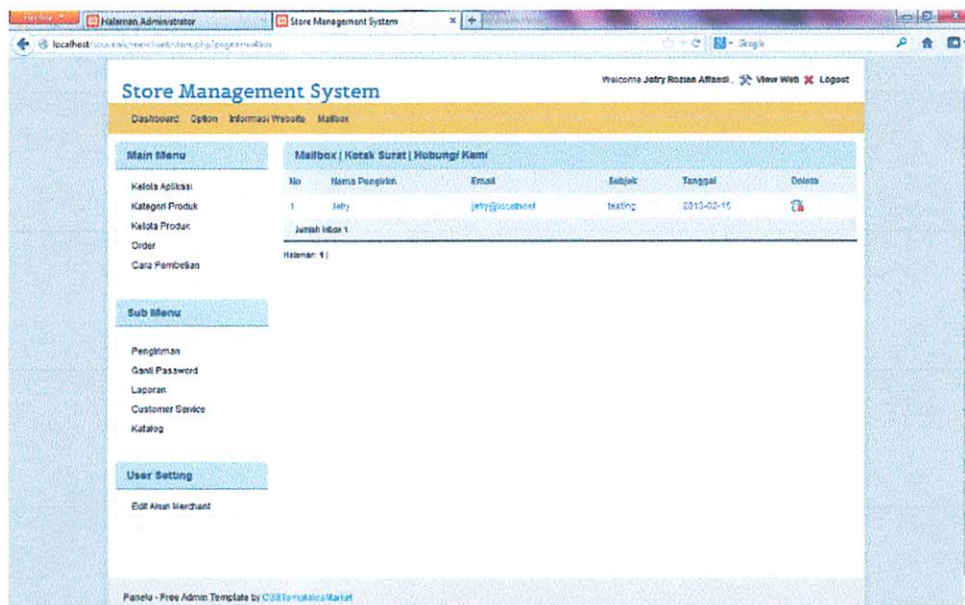 Firefox
Halaman Administrator
Store Management System
localhost/
Google
Store Management System
Welcome Jefry Rozian Affandi, View Web Logout
Dashboard Option Informasi Website Mailbox
Main Menu
Kelola Aplikasi
Kategori Produk
Kelola Produk
Order
Cara Pembelian
Mailbox | Kotak Surat | Hubungi Kami
No Nama Pengirim Email Subjek Tanggal Delete
1 Jefry jefry@localhost testing 2013-02-15
Jumlah Inbox 1
Halaman: 1 |
Sub Menu
Pengiriman
Ganti Password
Laporan
Customer Service
Katalog
User Setting
Edit Akun Merchant
Panelo - Free Admin Template by CSSTemplatesMarket